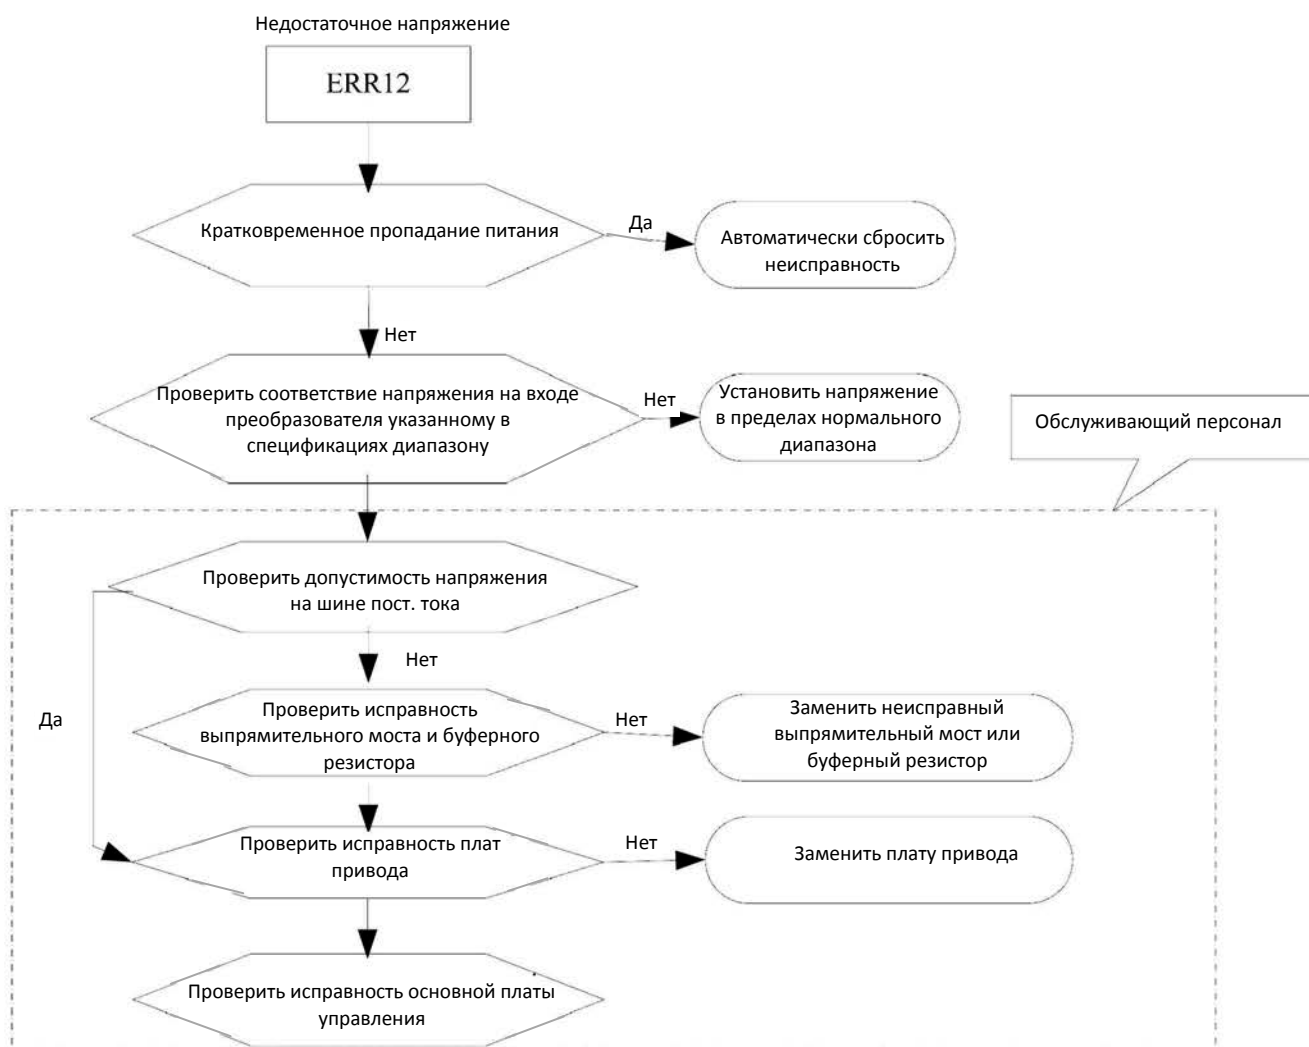 Недостаточное напряжение
ERR12
Кратковременное пропадание питания
Да
Автоматически сбросить
неисправность
Нет
Проверить соответствие напряжения на входе
преобразователя указанному в
спецификациях диапазону
Нет
Установить напряжение
в пределах нормального
диапазона
Обслуживающий персонал
Проверить допустимость напряжения
на шине пост. тока
Нет
Да
Проверить исправность
выпрямительного моста и буферного
резистора
Нет
Заменить неисправный
выпрямительный мост или
буферный резистор
Проверить исправность плат
привода
Нет
Заменить плату привода
Проверить исправность основной платы
управления